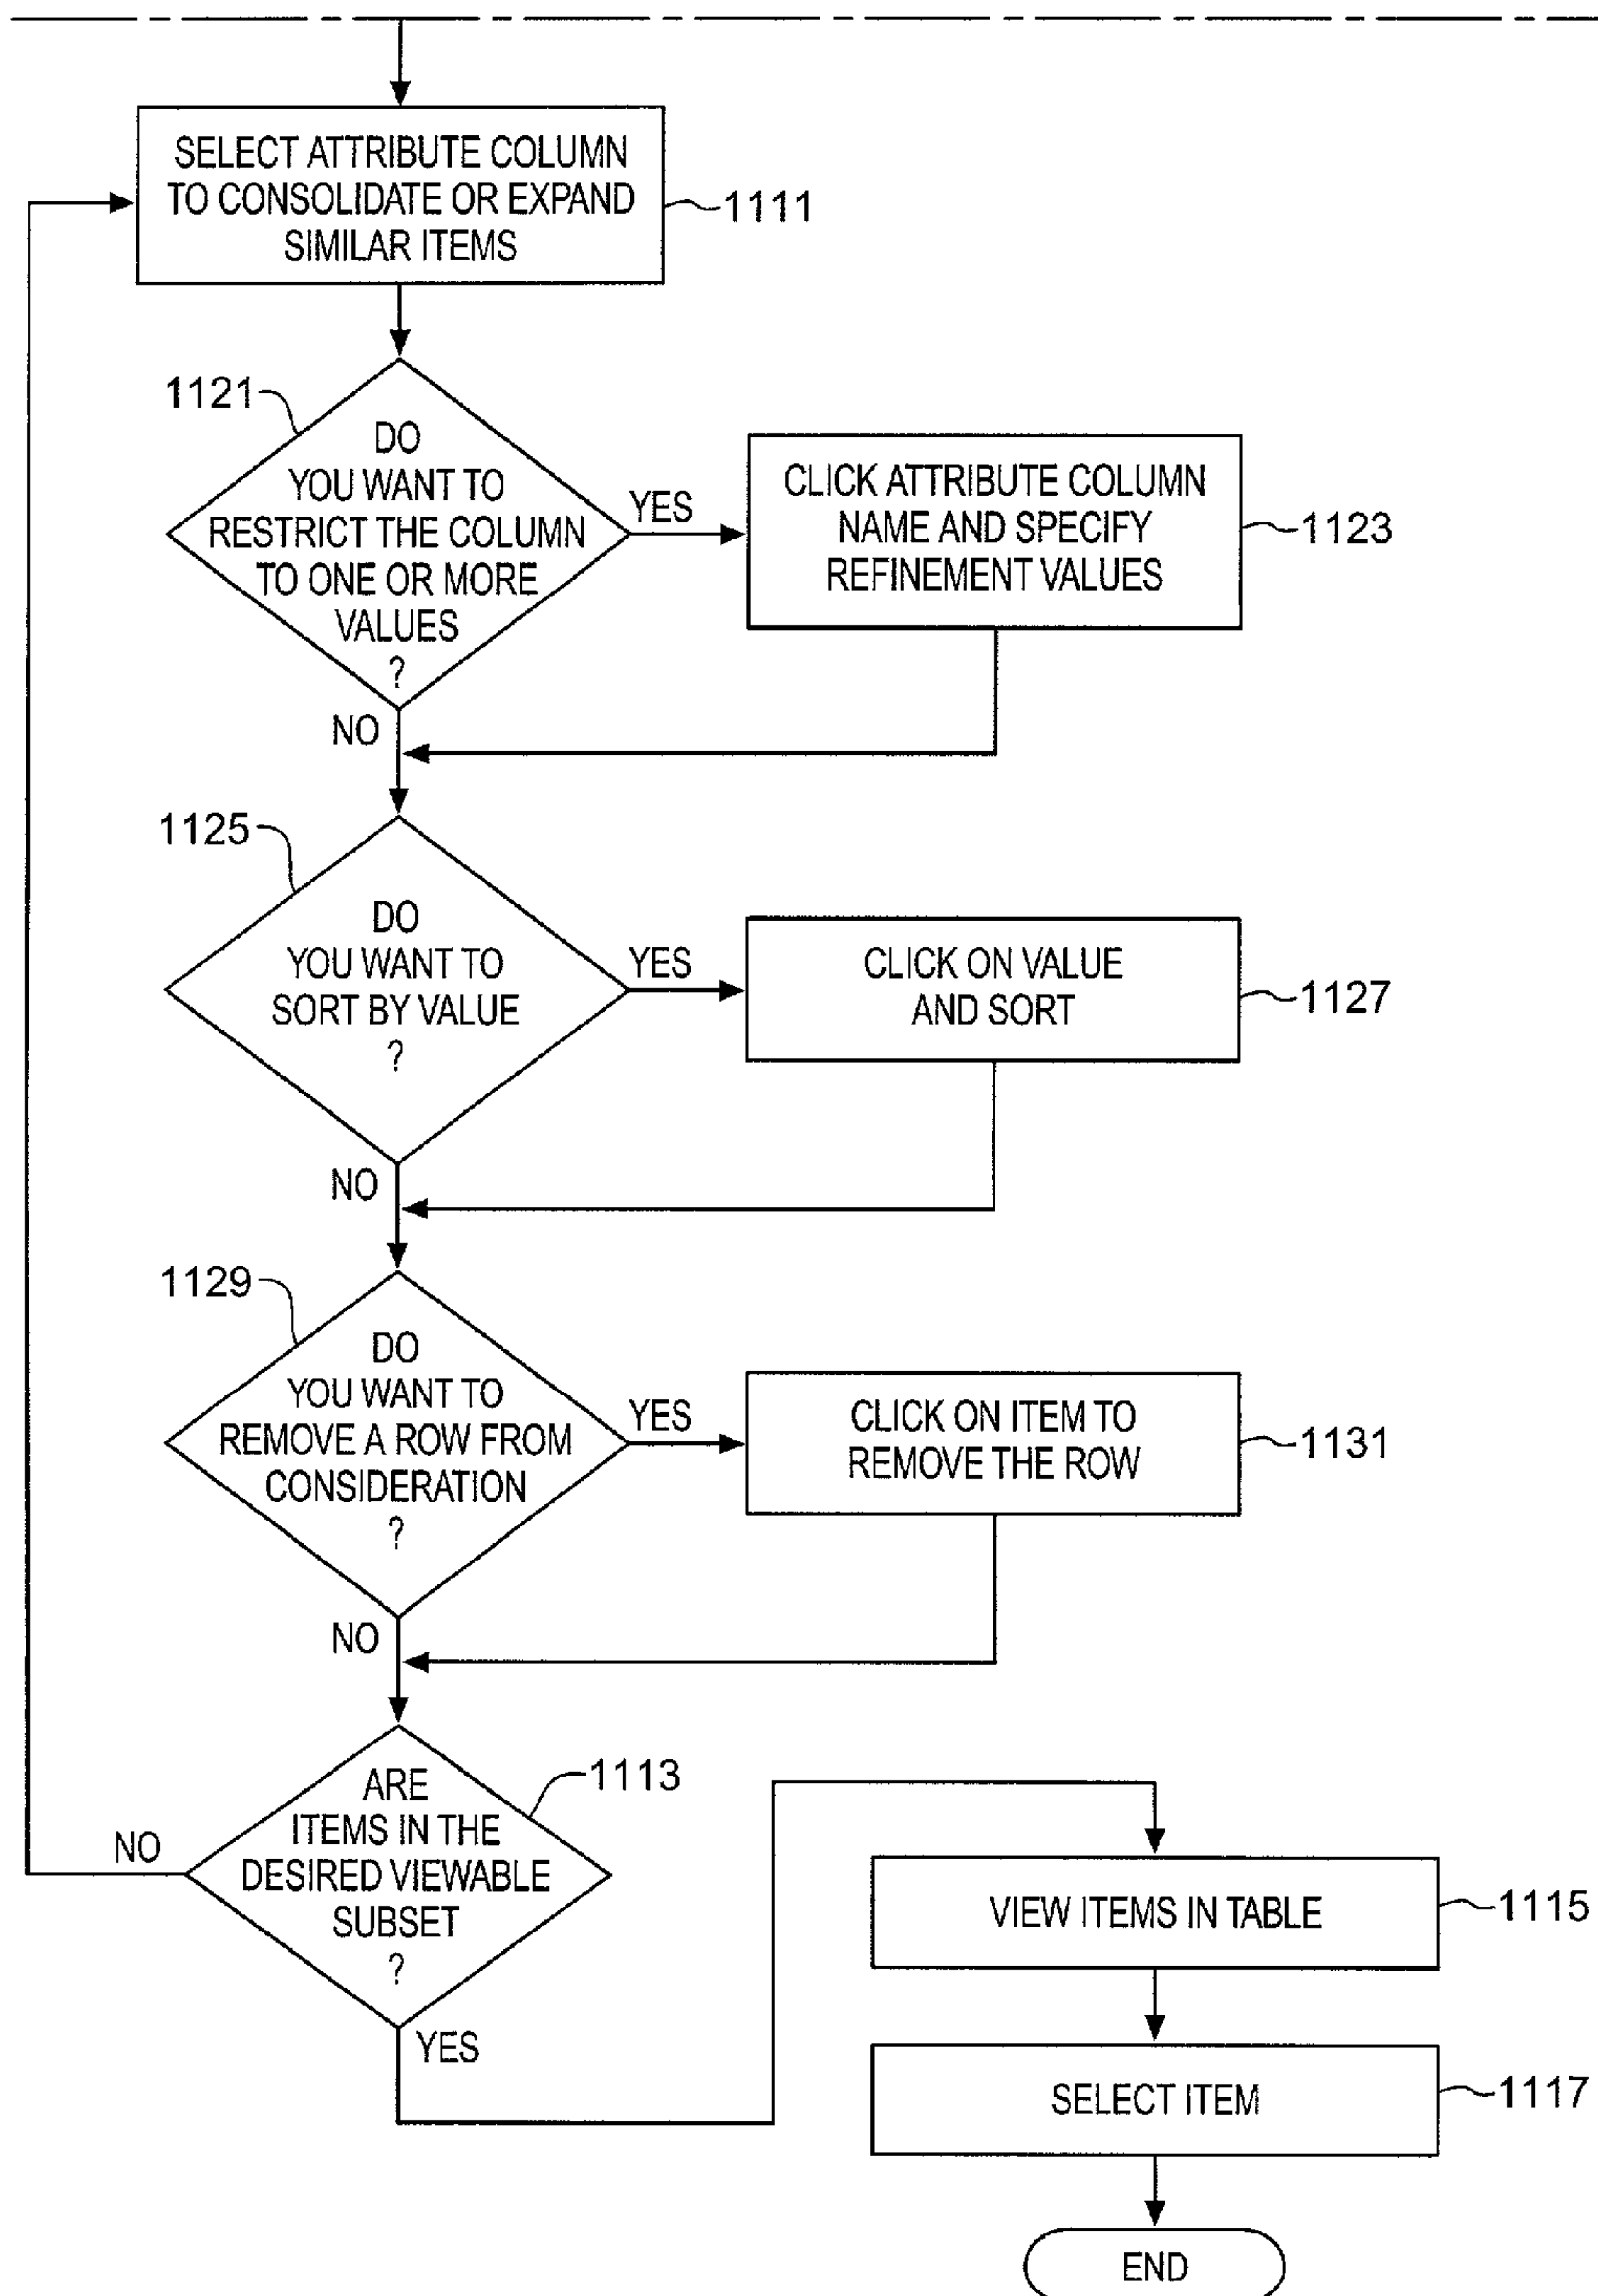 SELECT ATTRIBUTE COLUMN
TO CONSOLIDATE OR EXPAND
SIMILAR ITEMS
1111
1121
DO
YOU WANT TO
RESTRICT THE COLUMN
TO ONE OR MORE
VALUES
?
YES
CLICK ATTRIBUTE COLUMN
NAME AND SPECIFY
REFINEMENT VALUES
1123
NO
1125
DO
YOU WANT TO
SORT BY VALUE
?
YES
CLICK ON VALUE
AND SORT
1127
NO
1129
DO
YOU WANT TO
REMOVE A ROW FROM
CONSIDERATION
?
YES
CLICK ON ITEM TO
REMOVE THE ROW
1131
NO
ARE
ITEMS IN THE
DESIRED VIEWABLE
SUBSET
?
1113
NO
YES
VIEW ITEMS IN TABLE
1115
SELECT ITEM
1117
END